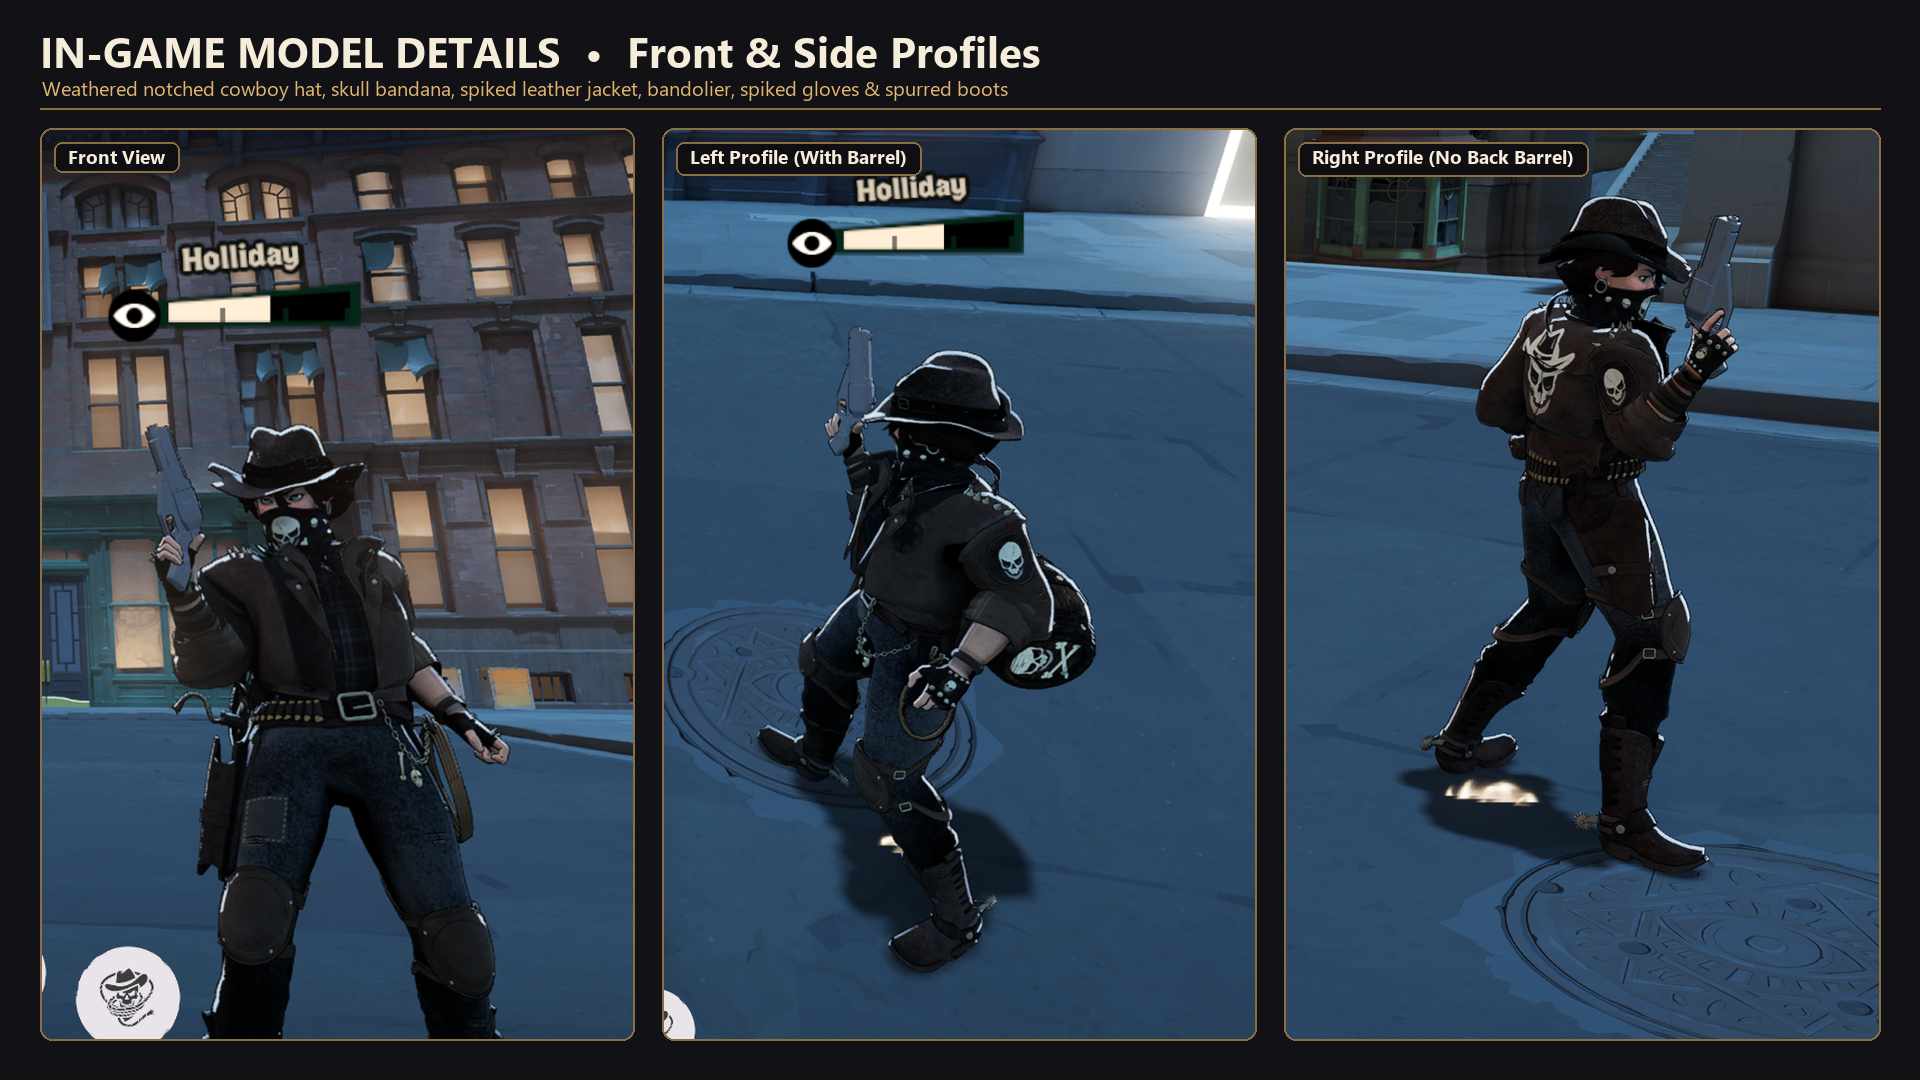 IN-GAME MODEL DETAILS • Front & Side Profiles
Weathered notched cowboy hat, skull bandana, spiked leather jacket, bandolier, spiked gloves & spurred boots
Front View
Holliday
Left Profile (With Barrel)
Holliday
Right Profile (No Back Barrel)